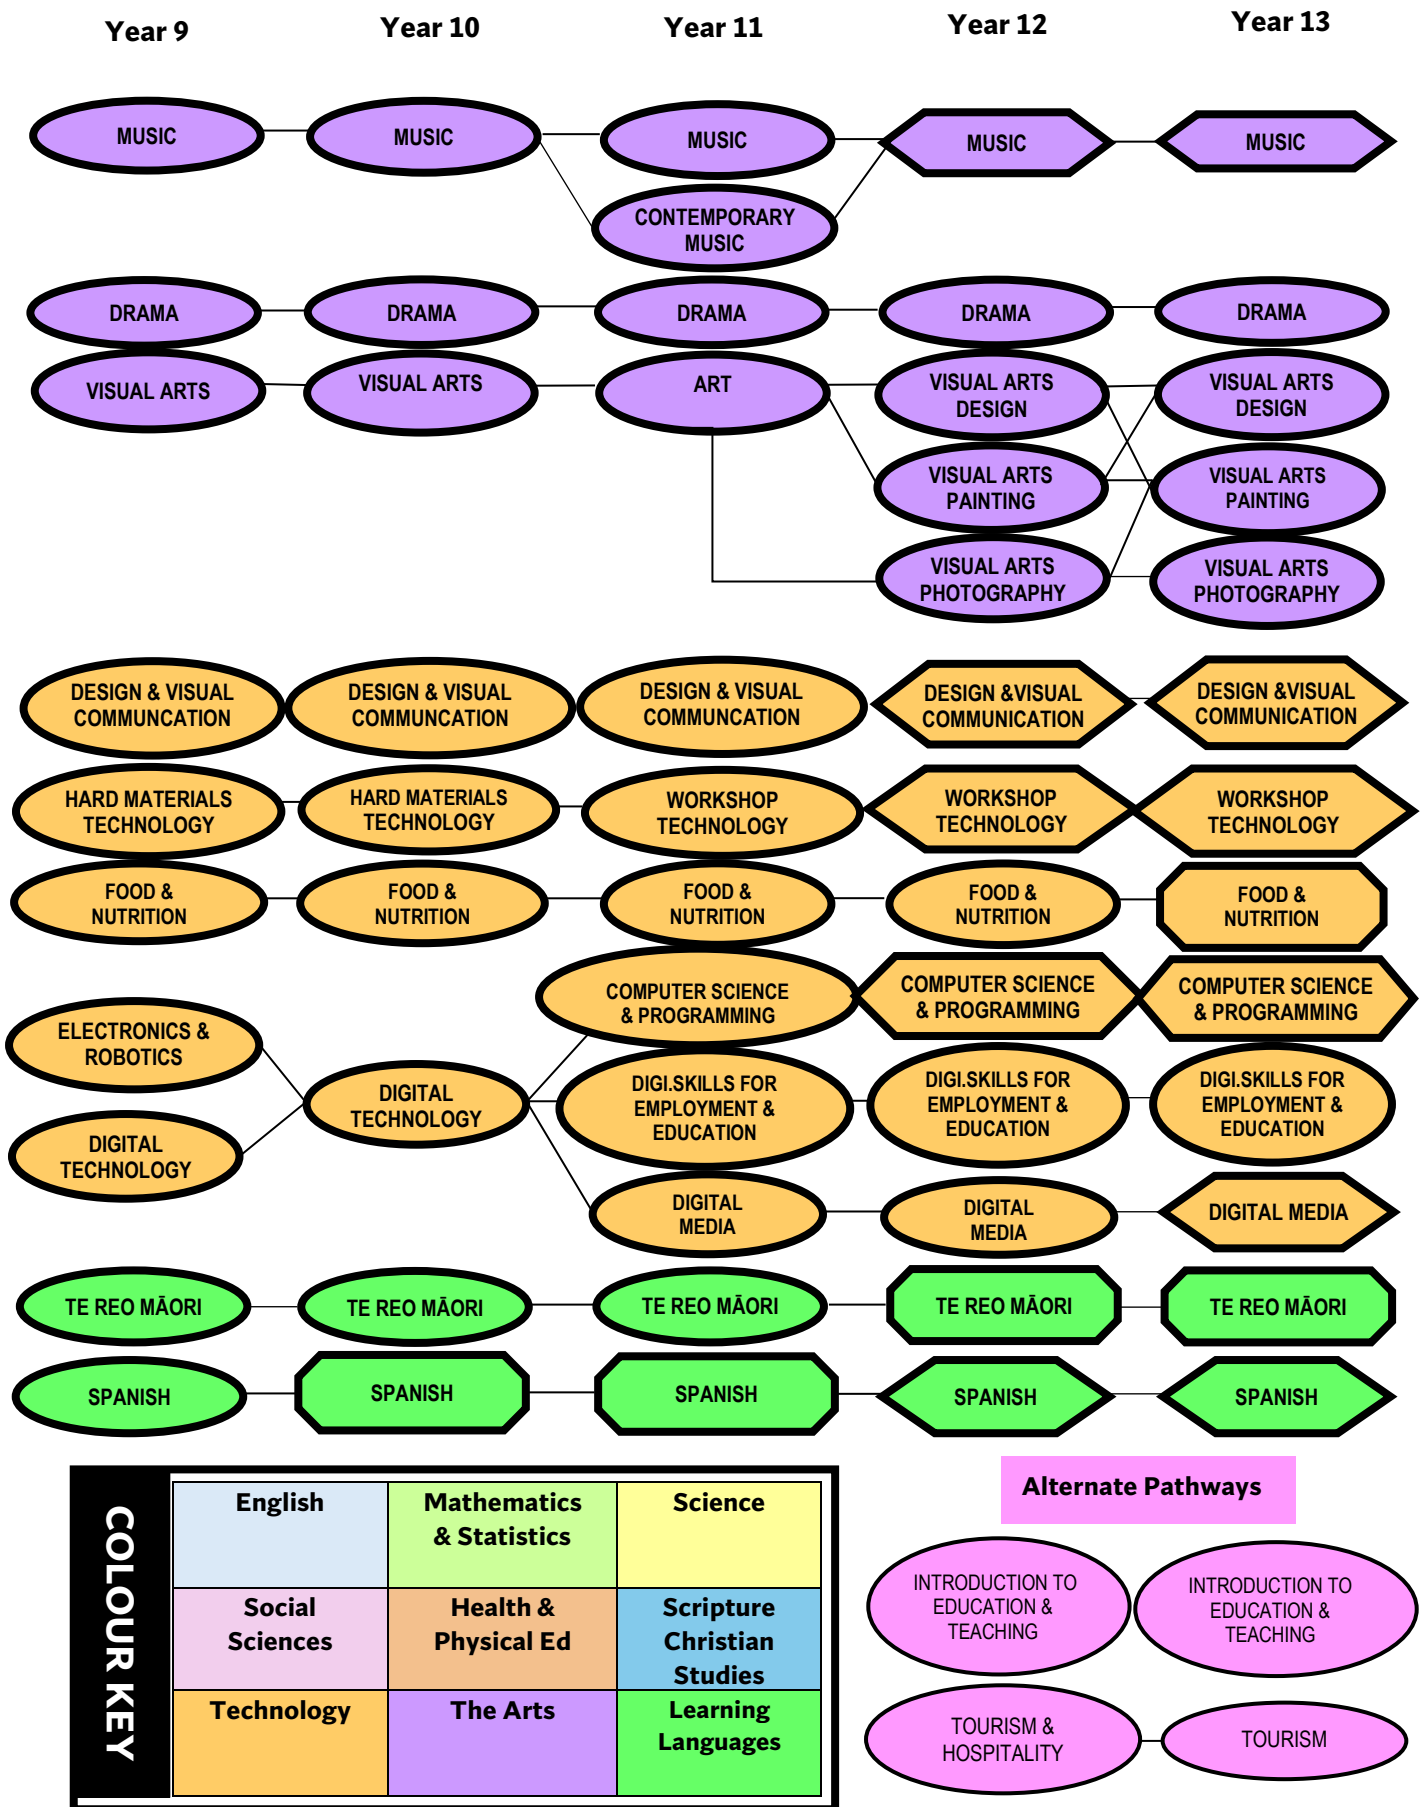 Year 9
Year 10
Year 11
Year 12
Year 13
MUSIC
MUSIC
MUSIC
MUSIC
MUSIC
CONTEMPORARY
MUSIC
DRAMA
DRAMA
DRAMA
DRAMA
DRAMA
VISUAL ARTS
VISUAL ARTS
ART
VISUAL ARTS
DESIGN
VISUAL ARTS
DESIGN
VISUAL ARTS
PAINTING
VISUAL ARTS
PAINTING
VISUAL ARTS
PHOTOGRAPHY
VISUAL ARTS
PHOTOGRAPHY
DESIGN & VISUAL
COMMUNCATION
DESIGN & VISUAL
COMMUNCATION
DESIGN & VISUAL
COMMUNCATION
DESIGN &VISUAL
COMMUNICATION
DESIGN &VISUAL
COMMUNICATION
HARD MATERIALS
TECHNOLOGY
HARD MATERIALS
TECHNOLOGY
WORKSHOP
TECHNOLOGY
WORKSHOP
TECHNOLOGY
WORKSHOP
TECHNOLOGY
FOOD &
NUTRITION
FOOD &
NUTRITION
FOOD &
NUTRITION
FOOD &
NUTRITION
FOOD &
NUTRITION
COMPUTER SCIENCE
& PROGRAMMING
COMPUTER SCIENCE
& PROGRAMMING
COMPUTER SCIENCE
& PROGRAMMING
ELECTRONICS &
ROBOTICS
DIGITAL
TECHNOLOGY
DIGITAL
TECHNOLOGY
DIGI.SKILLS FOR
EMPLOYMENT &
EDUCATION
DIGI.SKILLS FOR
EMPLOYMENT &
EDUCATION
DIGI.SKILLS FOR
EMPLOYMENT &
EDUCATION
DIGITAL
MEDIA
DIGITAL
MEDIA
DIGITAL MEDIA
TE REO MĀORI
TE REO MĀORI
TE REO MĀORI
TE REO MĀORI
TE REO MĀORI
SPANISH
SPANISH
SPANISH
SPANISH
SPANISH
COLOUR KEY
English
Mathematics
& Statistics
Science
Social
Sciences
Health &
Physical Ed
Scripture
Christian
Studies
Technology
The Arts
Learning
Languages
Alternate Pathways
INTRODUCTION TO
EDUCATION &
TEACHING
INTRODUCTION TO
EDUCATION &
TEACHING
TOURISM &
HOSPITALITY
TOURISM